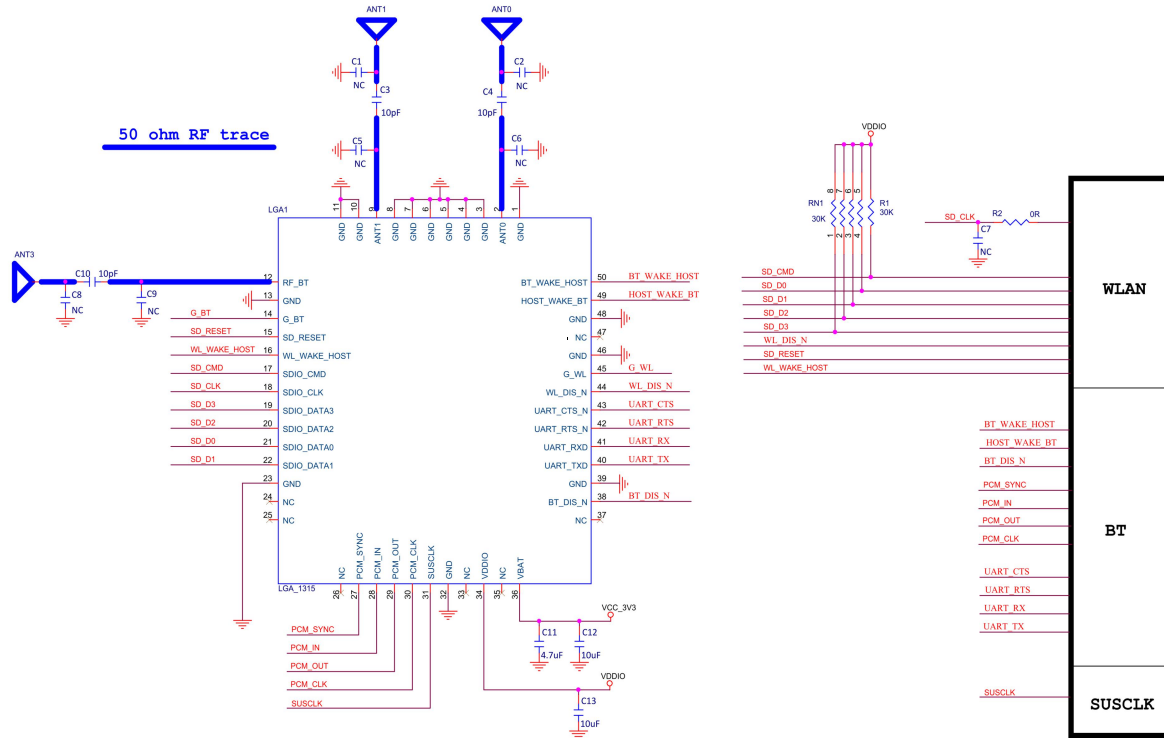 ANT1
ANT0
C1
NC
C2
NC
C3
10pF
C4
10pF
50 ohm RF trace
C5
NC
C6
NC
LGA1
11
10
9
8
7
6
5
4
3
2
1
GND
GND
ANT1
GND
GND
GND
GND
GND
GND
ANT0
GND
ANT3
C10
10pF
C8
NC
C9
NC
12
RF_BT
13
GND
G_BT
14
G_BT
SD_RESET
15
SD_RESET
WL_WAKE_HOST
16
WL_WAKE_HOST
SD_CMD
17
SDIO_CMD
SD_CLK
18
SDIO_CLK
SD_D3
19
SDIO_DATA3
SD_D2
20
SDIO_DATA2
SD_D0
21
SDIO_DATA0
SD_D1
22
SDIO_DATA1
23
GND
24
NC
25
NC
BT_WAKE_HOST
50
BT_WAKE_HOST
HOST_WAKE_BT
49
HOST_WAKE_BT
GND
48
NC
47
GND
46
G_WL
45
G_WL
WL_DIS_N
44
WL_DIS_N
UART_CTS_N
43
UART_CTS
UART_RTS_N
42
UART_RTS
UART_RXD
41
UART_RX
UART_TXD
40
UART_TX
GND
39
BT_DIS_N
38
BT_DIS_N
NC
37
NC
PCM_SYNC
PCM_IN
PCM_OUT
PCM_CLK
SUSCLK
GND
NC
VDDIO
NC
VBAT
LGA_1315
26
27
28
29
30
31
32
33
34
35
36
PCM_SYNC
PCM_IN
PCM_OUT
PCM_CLK
SUSCLK
VCC_3V3
C11
4.7uF
C12
10uF
VDDIO
C13
10uF
VDDIO
8
7
6
5
RN1
30K
R1
30K
1
2
3
4
SD_CLK
R2
0R
C7
NC
SD_CMD
SD_D0
SD_D1
SD_D2
SD_D3
WL_DIS_N
SD_RESET
WL_WAKE_HOST
WLAN
BT_WAKE_HOST
HOST_WAKE_BT
BT_DIS_N
PCM_SYNC
PCM_IN
PCM_OUT
PCM_CLK
UART_CTS
UART_RTS
UART_RX
UART_TX
BT
SUSCLK
SUSCLK